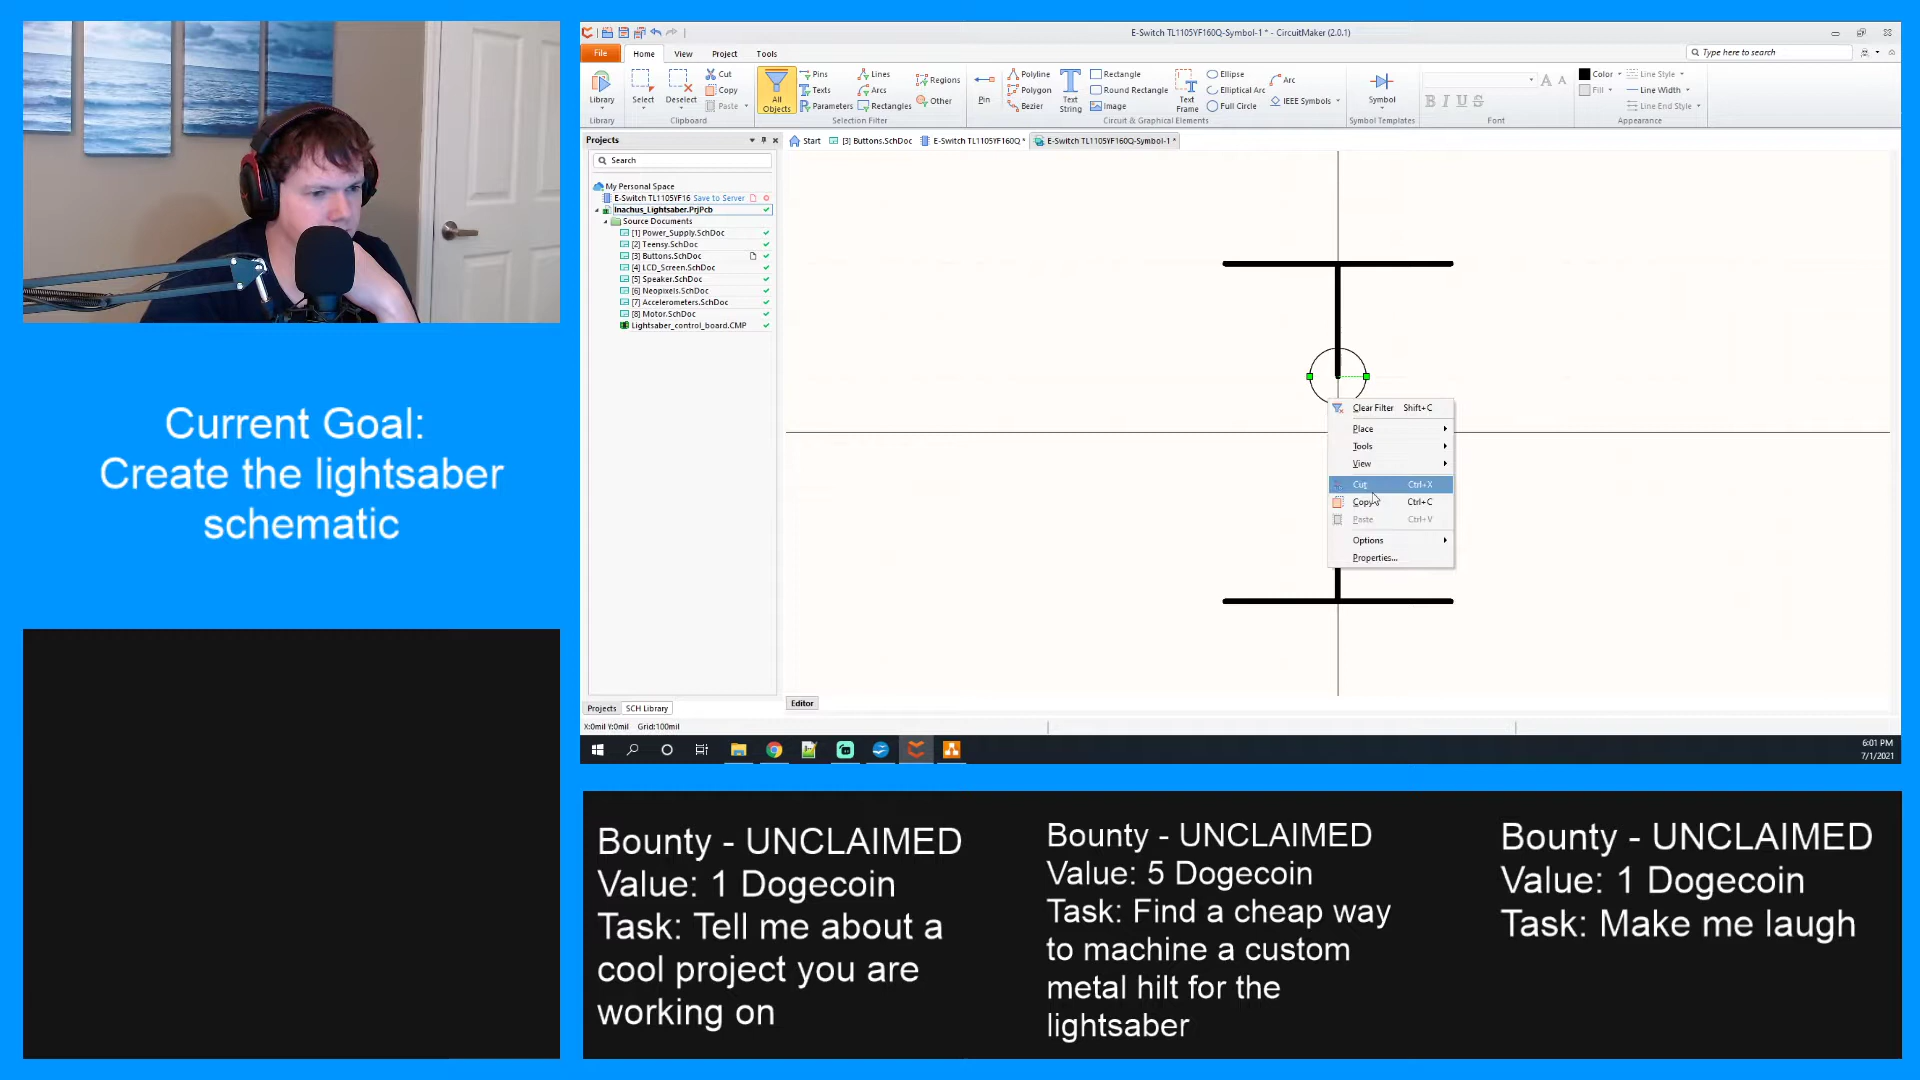 E-Switch TL1105YF160Q-Symbol-1 * - CircuitMaker (2.0.1)
File
Home
View
Project
Tools
Type here to search
Library
Select
Deselect
Cut
Copy
Paste
All Objects
Pins
Texts
Parameters
Lines
Arcs
Rectangles
Regions
Other
Pin
Polyline
Polygon
Bezier
Text String
Rectangle
Round Rectangle
Image
Text Frame
Ellipse
Elliptical Arc
Full Circle
Arc
IEEE Symbols
Symbol
A A
B I U S
Color
Fill
Line Style
Line Width
Line End Style
Library
Clipboard
Selection Filter
Circuit & Graphical Elements
Symbol Templates
Font
Appearance
Projects
Start
[3] Buttons.SchDoc
E-Switch TL1105YF160Q *
E-Switch TL1105YF160Q-Symbol-1 *
Search
My Personal Space
E-Switch TL1105YF16 Save to Server
Inachus_Lightsaber.PrjPcb
Source Documents
[1] Power_Supply.SchDoc
[2] Teensy.SchDoc
[3] Buttons.SchDoc
[4] LCD_Screen.SchDoc
[5] Speaker.SchDoc
[6] Neopixels.SchDoc
[7] Accelerometers.SchDoc
[8] Motor.SchDoc
Lightsaber_control_board.CMP
Clear Filter Shift+C
Place
Tools
View
Cut Ctrl+X
Copy Ctrl+C
Paste Ctrl+V
Options
Properties...
Editor
Projects
SCH Library
X:0mil Y:0mil Grid:100mil
6:01 PM
7/1/2021
Current Goal:
Create the lightsaber
schematic
Bounty - UNCLAIMED
Value: 1 Dogecoin
Task: Tell me about a
cool project you are
working on
Bounty - UNCLAIMED
Value: 5 Dogecoin
Task: Find a cheap way
to machine a custom
metal hilt for the
lightsaber
Bounty - UNCLAIMED
Value: 1 Dogecoin
Task: Make me laugh